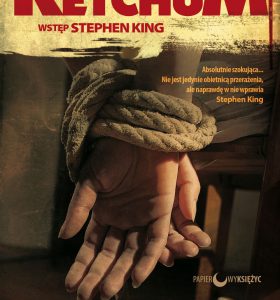 KETCHUM
WSTĘP STEPHEN KING
Absolutnie szokująca...
Nie jest jedynie obietnicą przerażenia,
ale naprawdę w nie wprawia
Stephen King
PAPIEROWY KSIĘŻYC